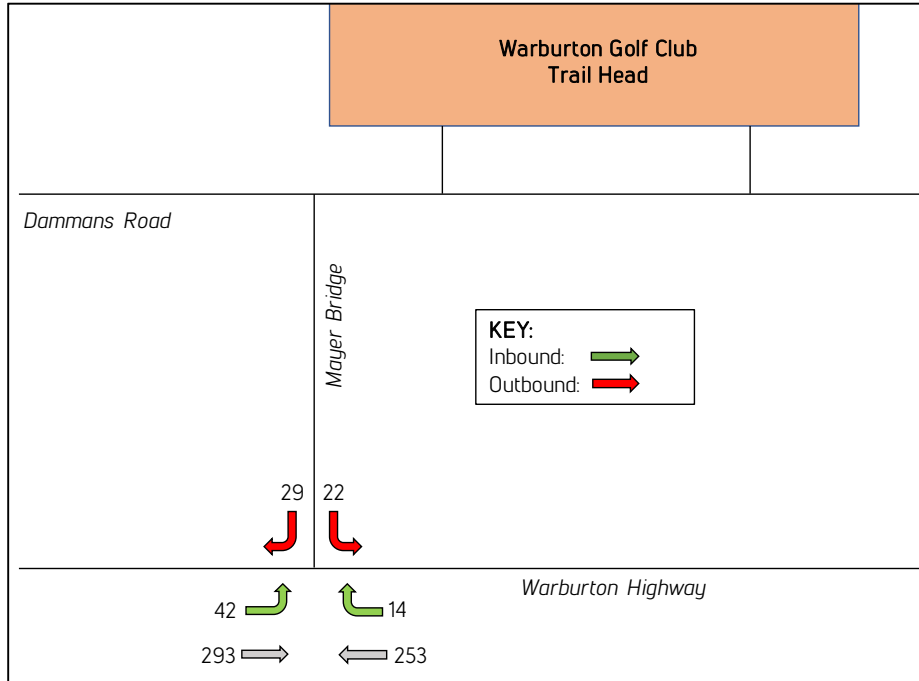 Warburton Golf Club
Trail Head
Dammans Road
Mayer Bridge
KEY:
Inbound:
Outbound:
29 22
Warburton Highway
42 14
293 253